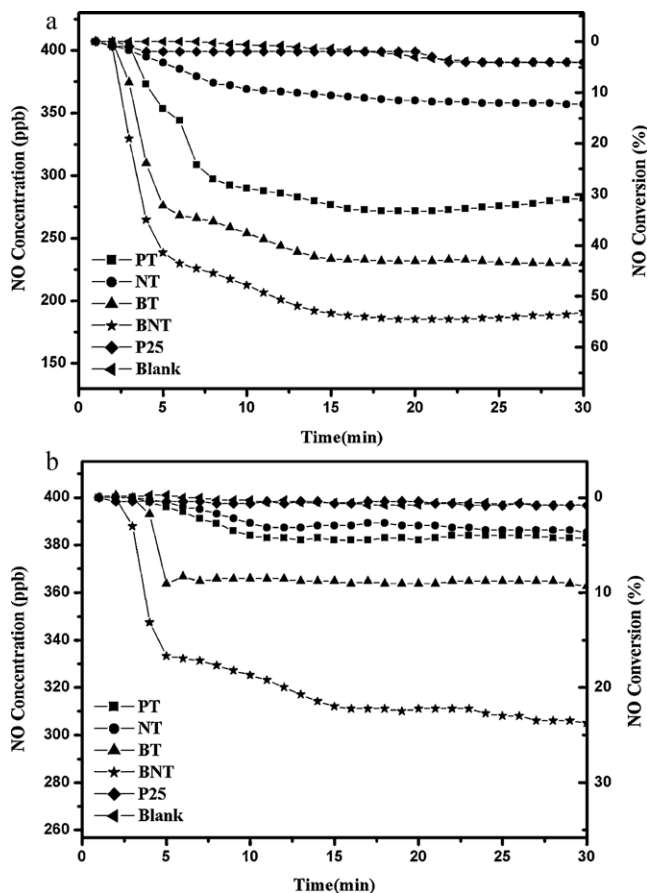 a
400
350
300
250
200
150
NO Concentration (ppb)
0
10
20
30
40
50
60
NO Conversion (%)
PT
NT
BT
BNT
P25
Blank
0
5
10
15
20
25
30
Time(min)
b
400
380
360
340
320
300
280
260
NO Concentration (ppb)
0
10
20
30
NO Conversion (%)
PT
NT
BT
BNT
P25
Blank
0
5
10
15
20
25
30
Time(min)